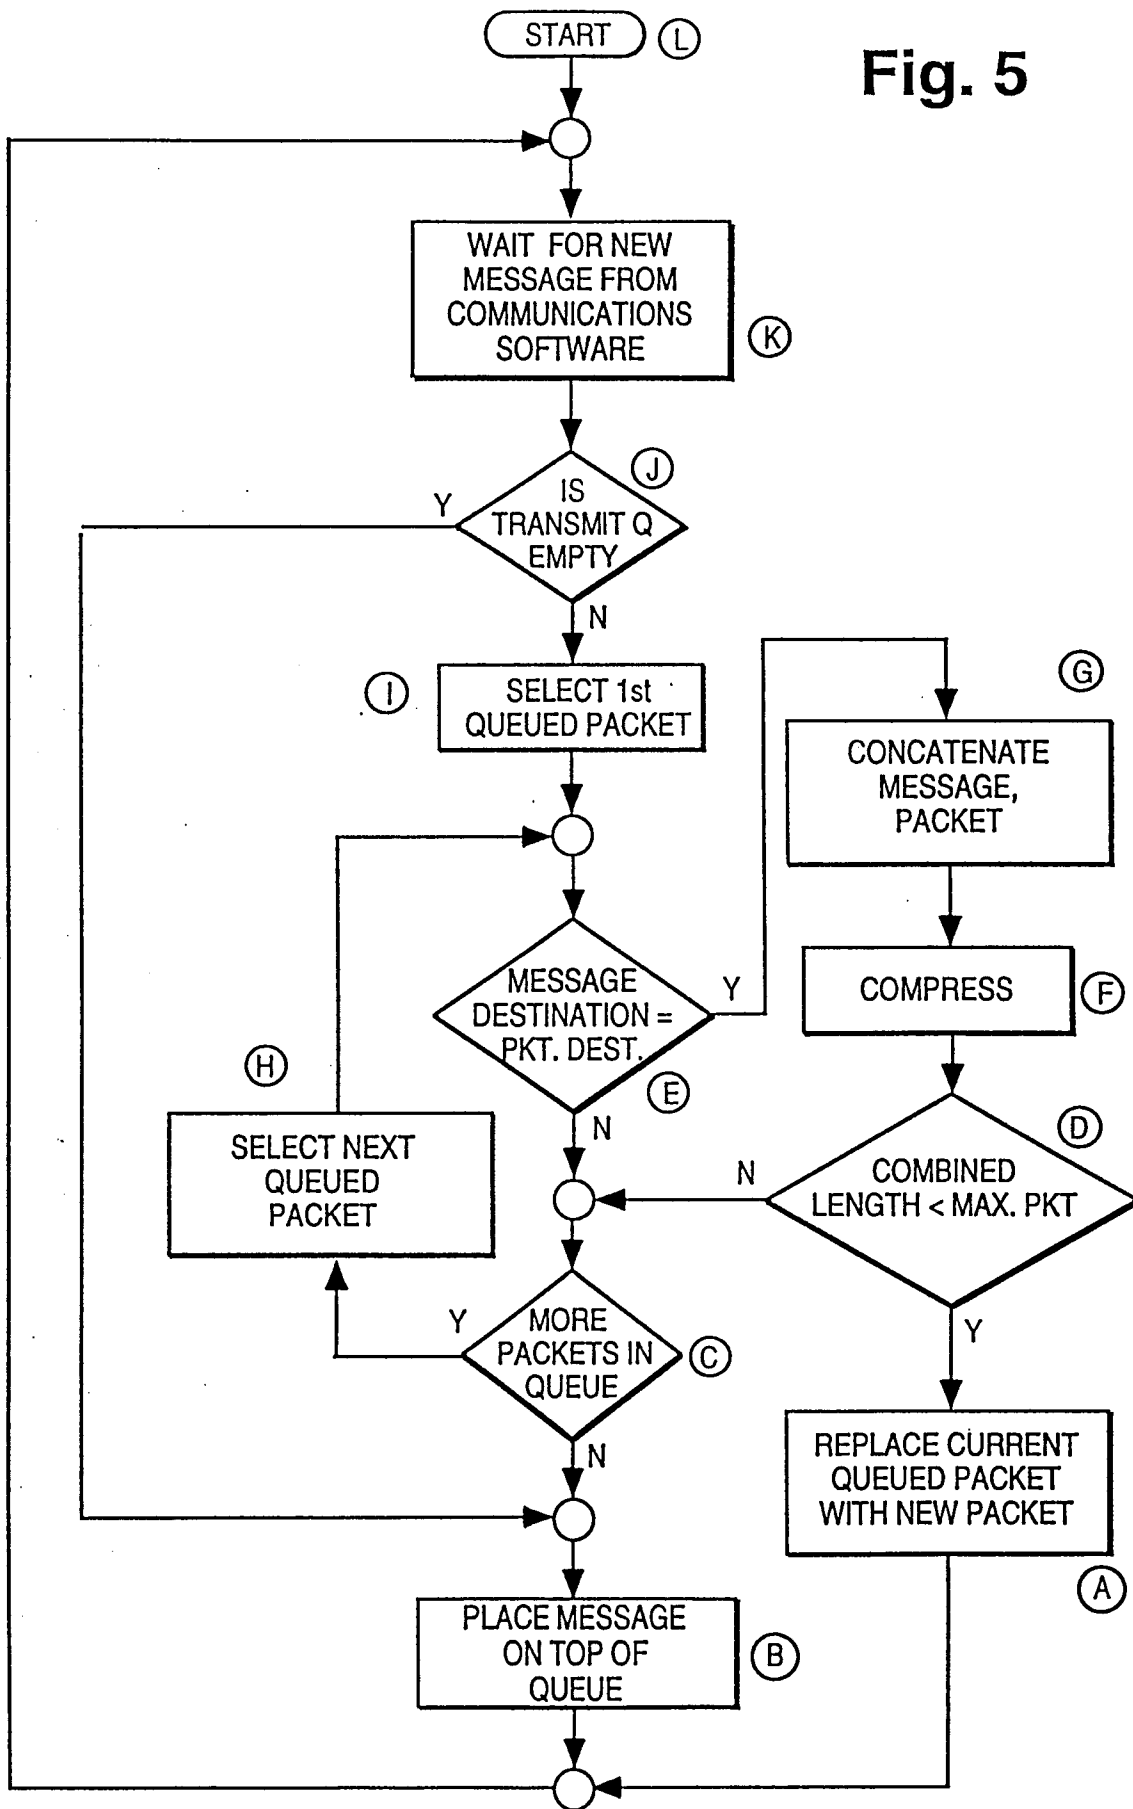 START
L
Fig. 5
WAIT FOR NEW
MESSAGE FROM
COMMUNICATIONS
SOFTWARE
K
J
IS
TRANSMIT Q
EMPTY
Y
N
I
SELECT 1st
QUEUED PACKET
G
CONCATENATE
MESSAGE,
PACKET
MESSAGE
DESTINATION =
PKT. DEST.
Y
E
N
COMPRESS
F
H
SELECT NEXT
QUEUED
PACKET
D
COMBINED
LENGTH < MAX. PKT
N
Y
MORE
PACKETS IN
QUEUE
Y
C
N
REPLACE CURRENT
QUEUED PACKET
WITH NEW PACKET
A
PLACE MESSAGE
ON TOP OF
QUEUE
B